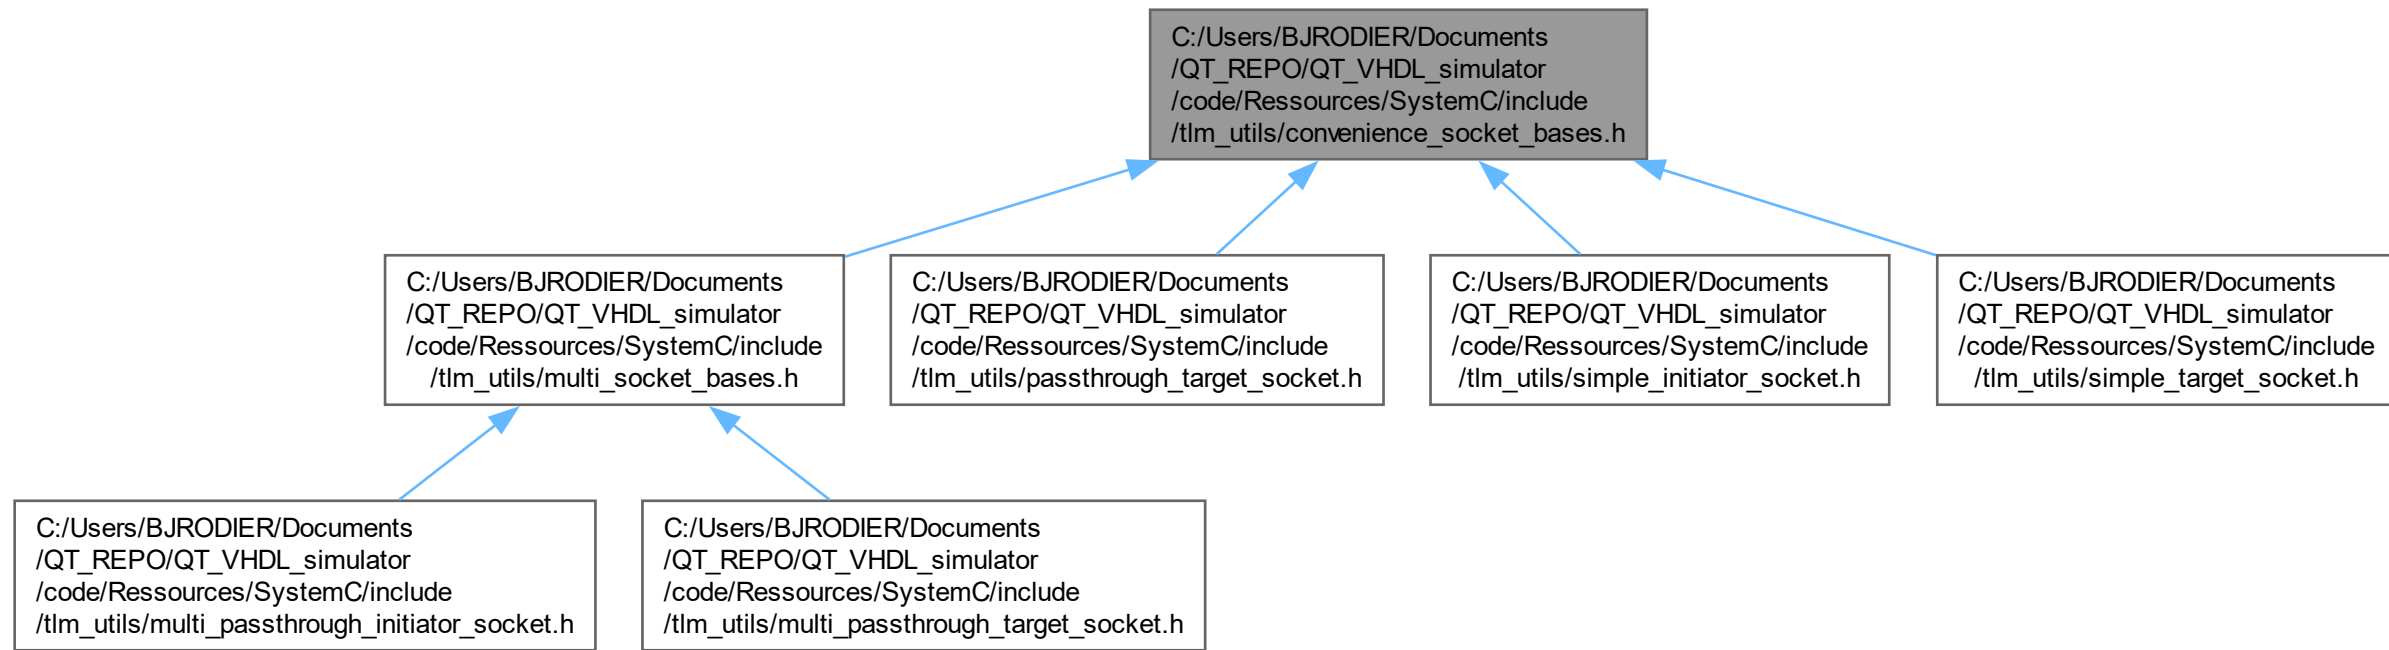 C:/Users/BJRODIER/Documents
/QT_REPO/QT_VHDL_simulator
/code/Ressources/SystemC/include
/tlm_utils/convenience_socket_bases.h
C:/Users/BJRODIER/Documents
/QT_REPO/QT_VHDL_simulator
/code/Ressources/SystemC/include
/tlm_utils/multi_socket_bases.h
C:/Users/BJRODIER/Documents
/QT_REPO/QT_VHDL_simulator
/code/Ressources/SystemC/include
/tlm_utils/passthrough_target_socket.h
C:/Users/BJRODIER/Documents
/QT_REPO/QT_VHDL_simulator
/code/Ressources/SystemC/include
/tlm_utils/simple_initiator_socket.h
C:/Users/BJRODIER/Documents
/QT_REPO/QT_VHDL_simulator
/code/Ressources/SystemC/include
/tlm_utils/simple_target_socket.h
C:/Users/BJRODIER/Documents
/QT_REPO/QT_VHDL_simulator
/code/Ressources/SystemC/include
/tlm_utils/multi_passthrough_initiator_socket.h
C:/Users/BJRODIER/Documents
/QT_REPO/QT_VHDL_simulator
/code/Ressources/SystemC/include
/tlm_utils/multi_passthrough_target_socket.h